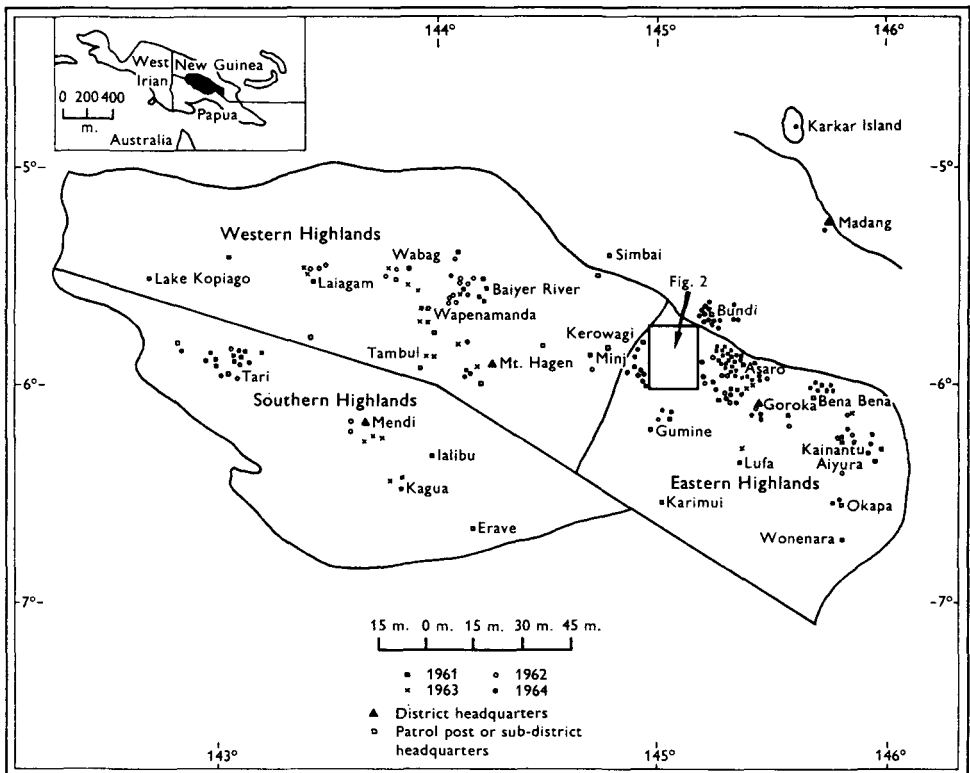 144°
145°
146°
West
New Guinea
Irian
0 200 400
m.
Papua
Australia
Karkar Island
-5°-
-5°-
Madang
Western Highlands
Wabag
Simbai
Lake Kopiago
Laiagam
Baiyer River
Fig. 2
Bundi
Wapenamanda
Kerowagi
Tambul
Mt. Hagen
Minj
Asaro
Tari
-6°-
-6°-
Southern Highlands
Goroka
Bena Bena
Mendi
Gumine
Kainantu
Ialibu
Lufa
Aiyura
Kagua
Eastern Highlands
Karimui
Okapa
Erave
Wonenara
-7°-
-7°-
15 m. 0 m. 15 m. 30 m. 45 m.
1961 1962
1963 1964
District headquarters
Patrol post or sub-district
headquarters
143°
145°
146°